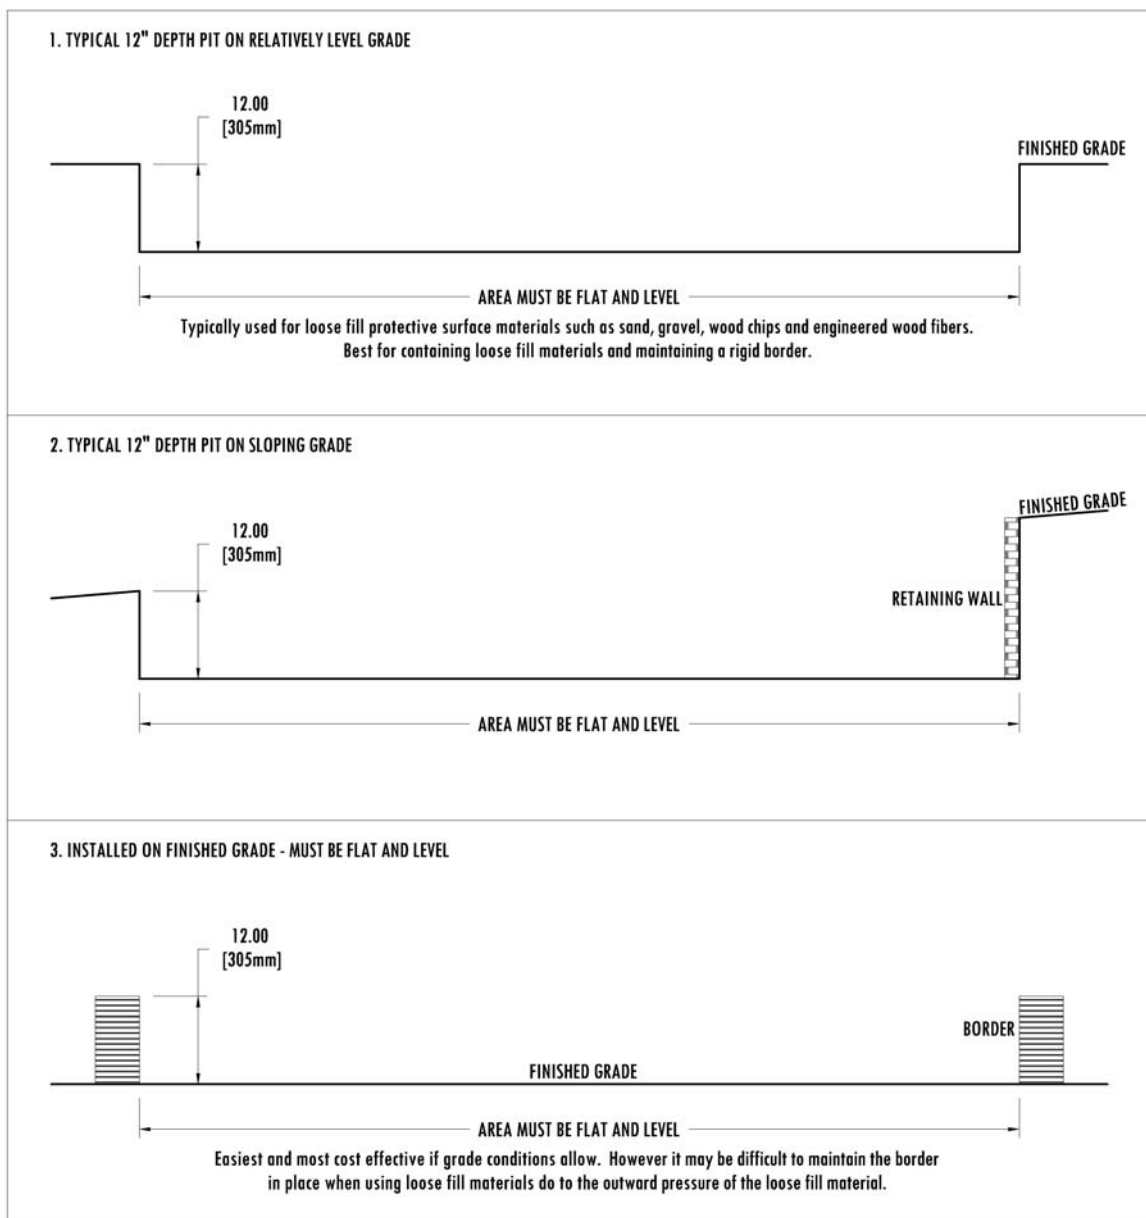 1. TYPICAL 12" DEPTH PIT ON RELATIVELY LEVEL GRADE
12.00
[305mm]
FINISHED GRADE
AREA MUST BE FLAT AND LEVEL
Typically used for loose fill protective surface materials such as sand, gravel, wood chips and engineered wood fibers.
Best for containing loose fill materials and maintaining a rigid border.
2. TYPICAL 12" DEPTH PIT ON SLOPING GRADE
12.00
[305mm]
FINISHED GRADE
RETAINING WALL
AREA MUST BE FLAT AND LEVEL
3. INSTALLED ON FINISHED GRADE - MUST BE FLAT AND LEVEL
12.00
[305mm]
BORDER
FINISHED GRADE
AREA MUST BE FLAT AND LEVEL
Easiest and most cost effective if grade conditions allow. However it may be difficult to maintain the border
in place when using loose fill materials do to the outward pressure of the loose fill material.